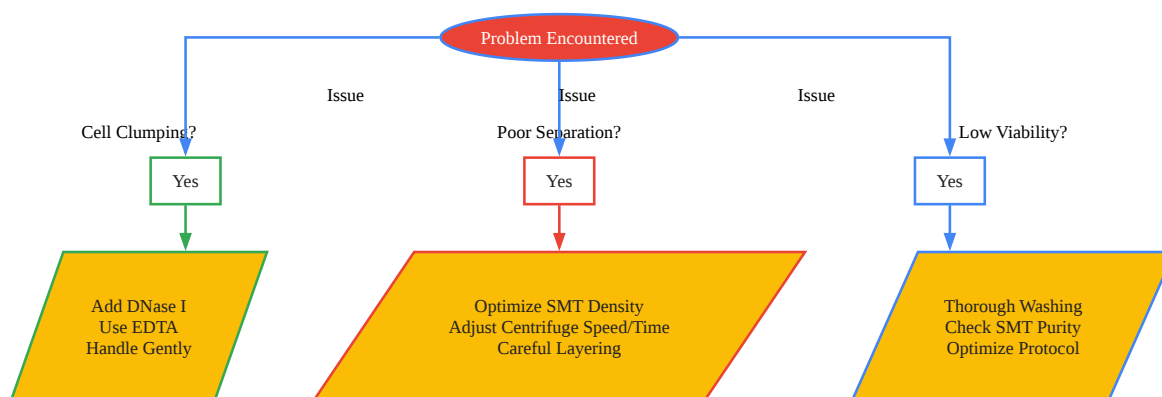 Problem Encountered
Issue
Issue
Issue
Cell Clumping?
Poor Separation?
Low Viability?
Yes
Yes
Yes
Add DNase I
Use EDTA
Handle Gently
Optimize SMT Density
Adjust Centrifuge Speed/Time
Careful Layering
Thorough Washing
Check SMT Purity
Optimize Protocol